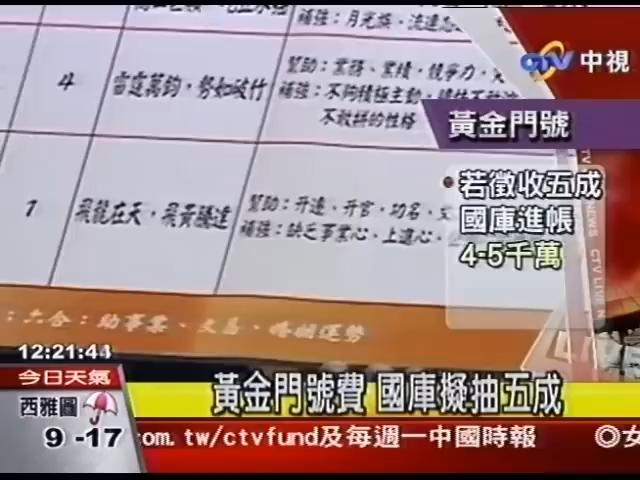 補強：月光族、流連忘
4
雷霆萬鈞，勢如破竹
幫助：業務、業績，競爭力，
補強：不夠積極主動，
不敢拼的性格
7
飛龍在天，飛黃騰達
幫助：升遷、升官，功名，文
補強：缺乏事業心、上進心，
：六合：助事業、文昌、婚姻運勢
CTV 中視
黃金門號
若徵收五成
國庫進帳
4-5千萬
CTV LIVE N
12:21:44
今日天氣
西雅圖
9 -17
黃金門號費 國庫擬抽五成
om.tw/ctvfund及每週一中國時報 ◎女